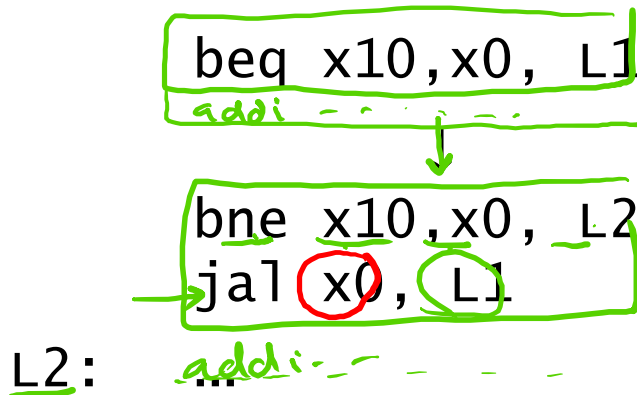 beq x10,x0, L1
addi - - - - -
bne x10,x0, L2
jal x0, L1
L2: addi - - - - -